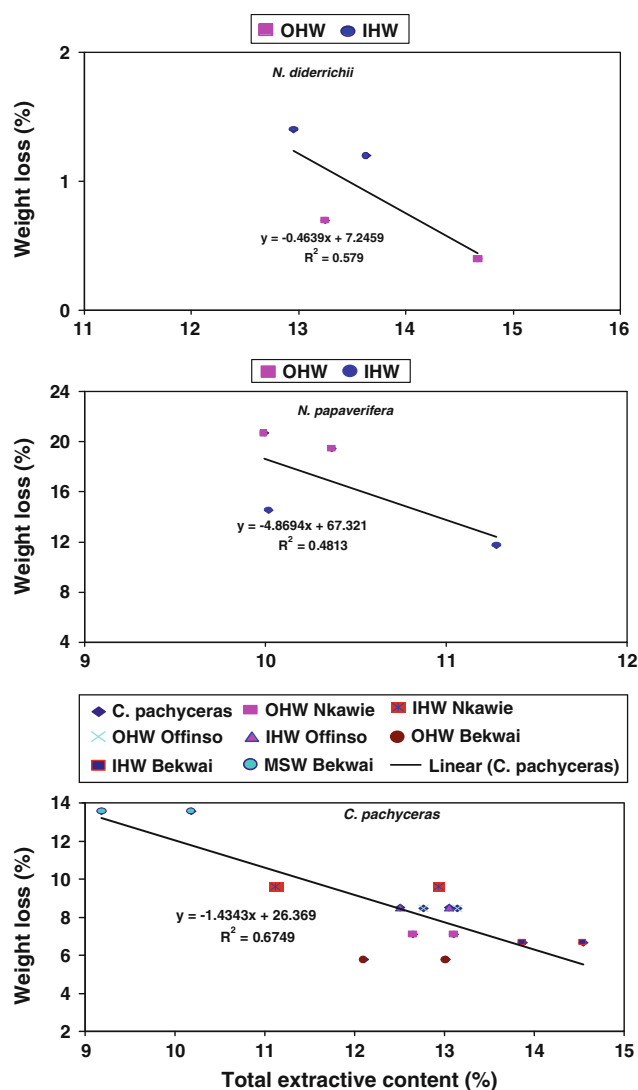 OHW IHW
2
N. diderrichii
Weight loss (%)
1
y = -0.4639x + 7.2459
R² = 0.579
0
11 12 13 14 15 16
OHW IHW
24
N. papaverifera
20
Weight loss (%)
16
y = -4.8694x + 67.321
12
R² = 0.4813
8
4
9 10 11 12
C. pachyceras OHW Nkawie IHW Nkawie
OHW Offinso IHW Offinso OHW Bekwai
IHW Bekwai MSW Bekwai Linear (C. pachyceras)
14
C. pachyceras
12
Weight loss (%)
10
8
y = -1.4343x + 26.369
R² = 0.6749
6
4
2
9 10 11 12 13 14 15
Total extractive content (%)